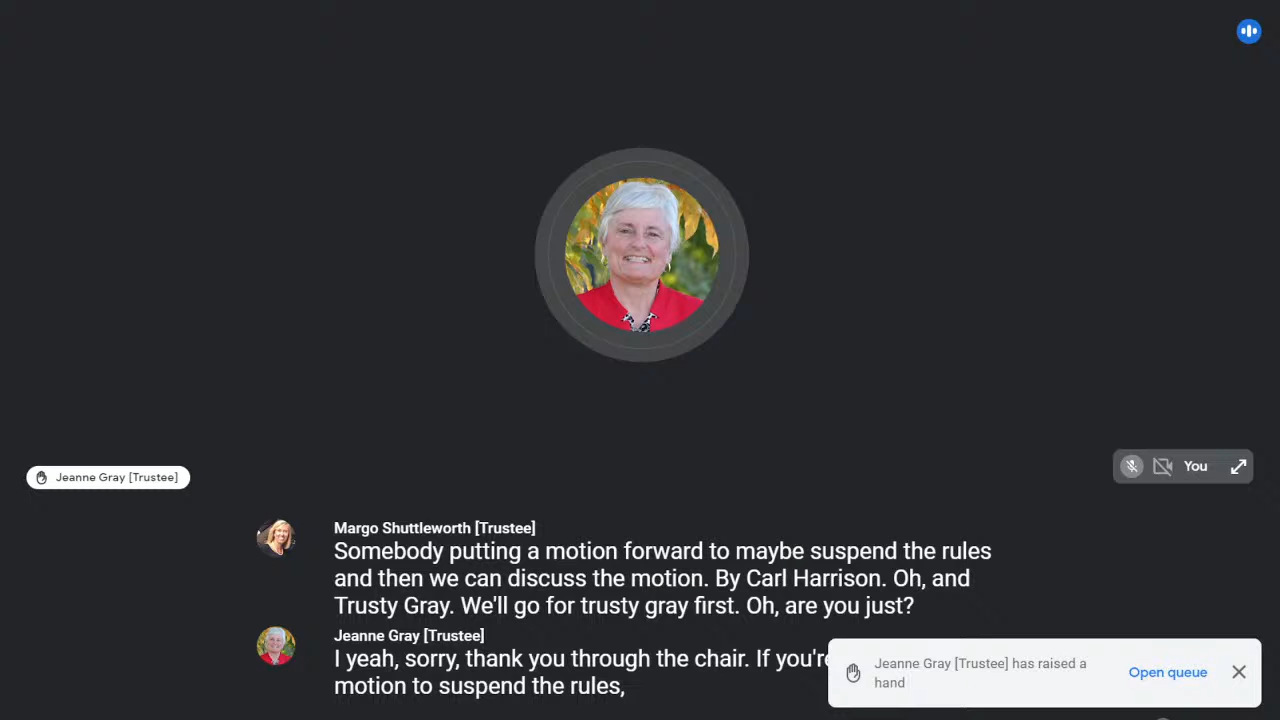 Jeanne Gray [Trustee]
You
Margo Shuttleworth [Trustee]
Somebody putting a motion forward to maybe suspend the rules
and then we can discuss the motion. By Carl Harrison. Oh, and
Trusty Gray. We'll go for trusty gray first. Oh, are you just?
Jeanne Gray [Trustee]
I yeah, sorry, thank you through the chair. If you're
motion to suspend the rules,
Jeanne Gray [Trustee] has raised a
hand
Open queue